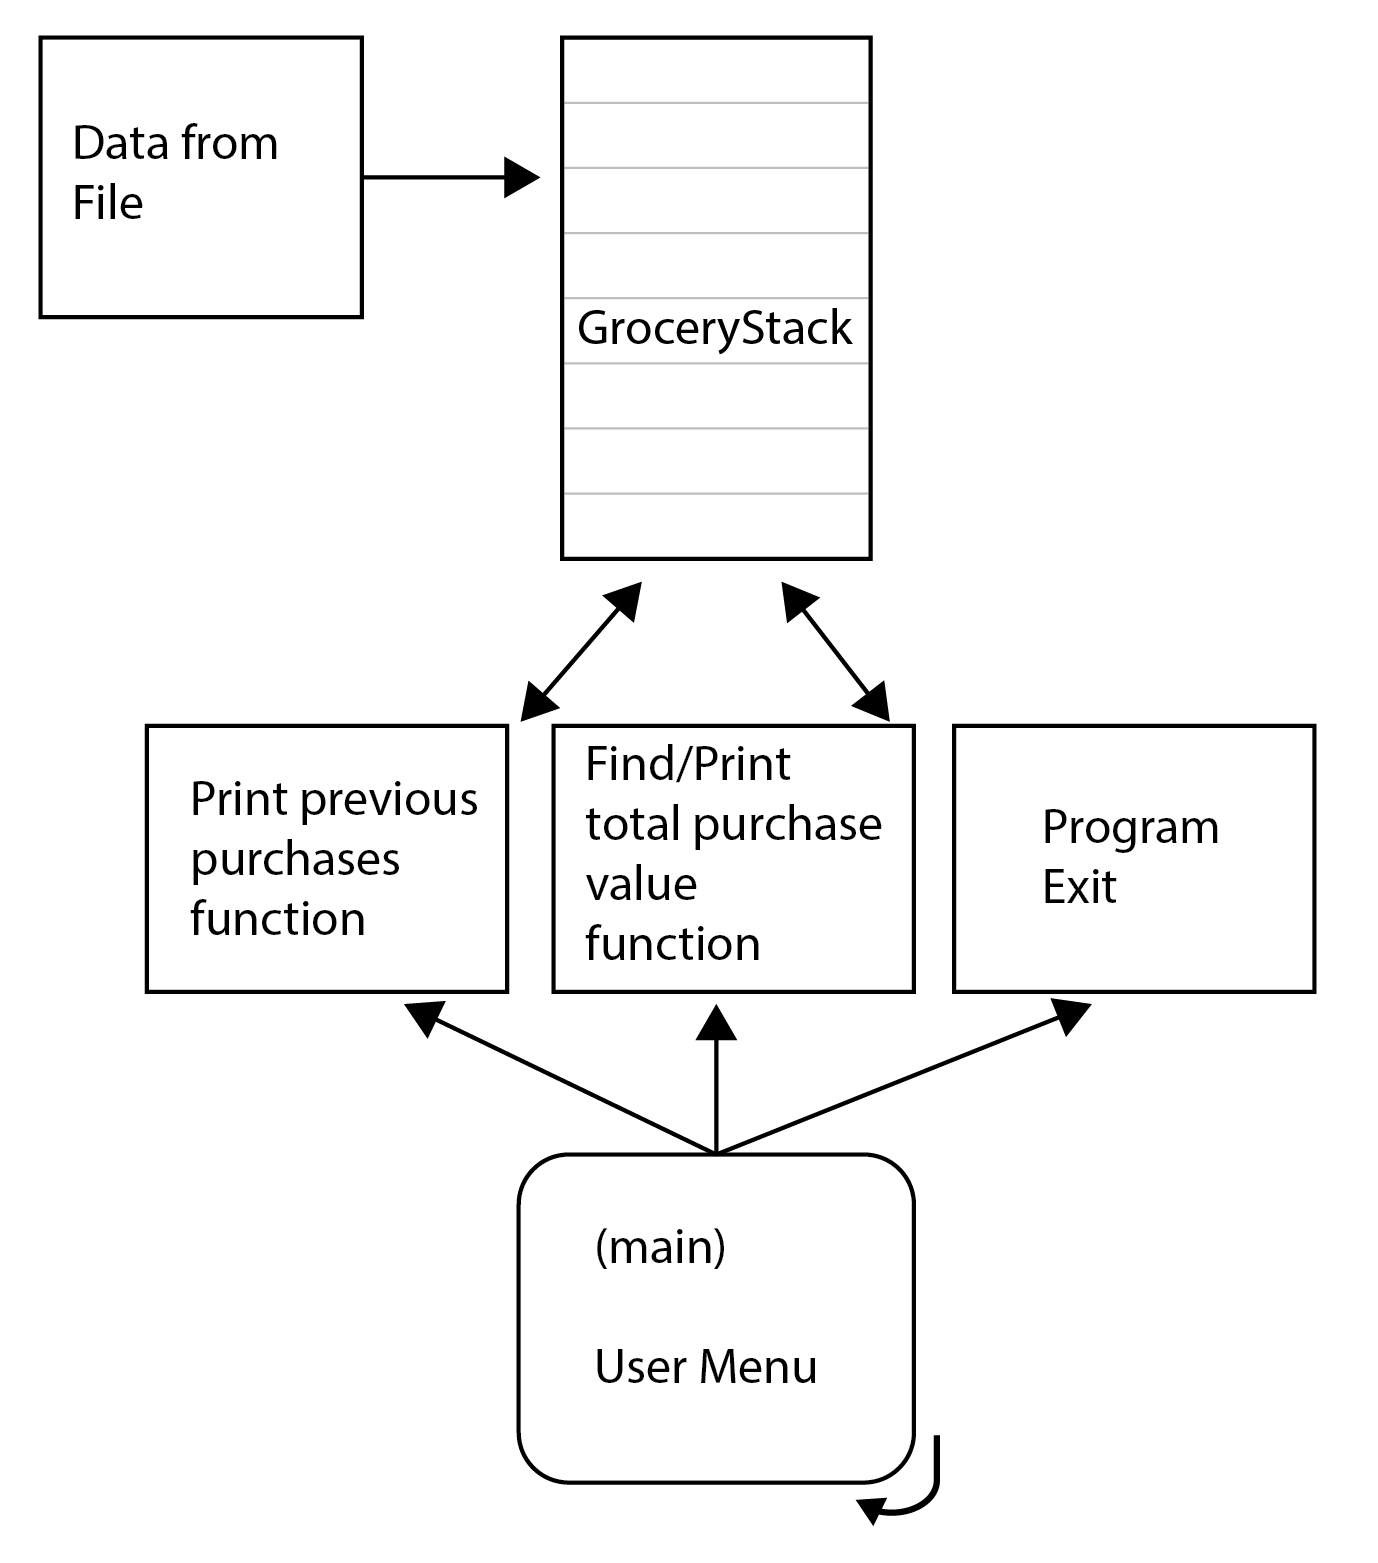 Data from
File
GroceryStack
Print previous
purchases
function
Find/Print
total purchase
value
function
Program
Exit
(main)
User Menu